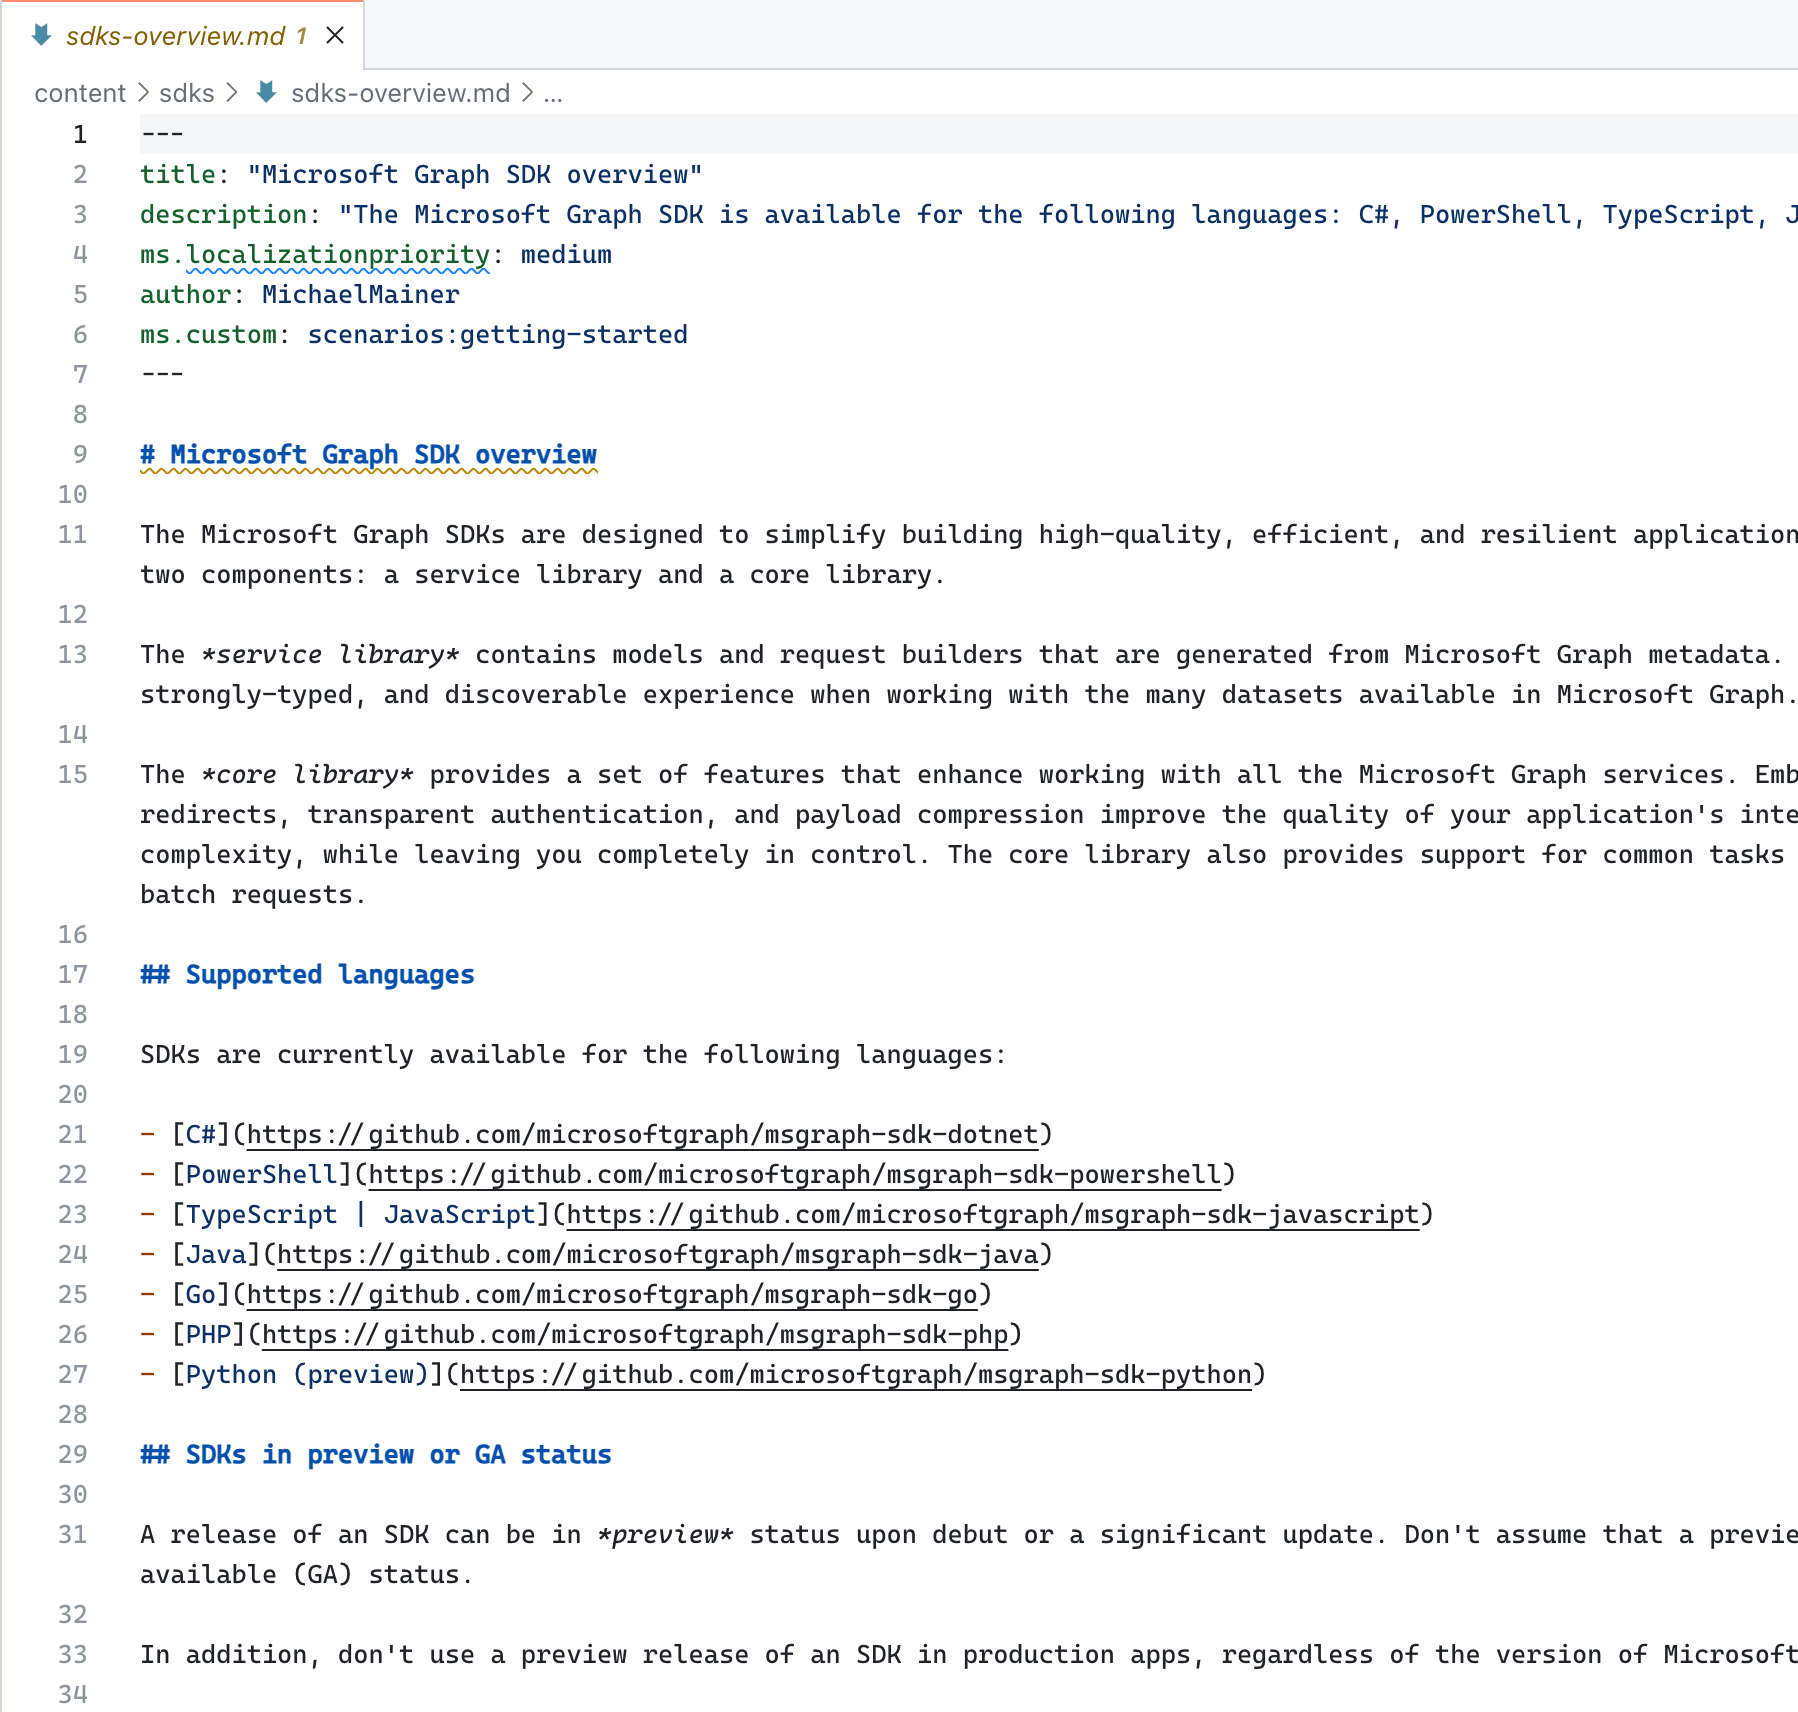 sdks-overview.md 1
content > sdks > sdks-overview.md > ...
1 ---
2 title: "Microsoft Graph SDK overview"
3 description: "The Microsoft Graph SDK is available for the following languages: C#, PowerShell, TypeScript, J
4 ms.localizationpriority: medium
5 author: MichaelMainer
6 ms.custom: scenarios:getting-started
7 ---
8
9 # Microsoft Graph SDK overview
10
11 The Microsoft Graph SDKs are designed to simplify building high-quality, efficient, and resilient application
two components: a service library and a core library.
12
13 The *service library* contains models and request builders that are generated from Microsoft Graph metadata.
strongly-typed, and discoverable experience when working with the many datasets available in Microsoft Graph.
14
15 The *core library* provides a set of features that enhance working with all the Microsoft Graph services. Emb
redirects, transparent authentication, and payload compression improve the quality of your application's inte
complexity, while leaving you completely in control. The core library also provides support for common tasks
batch requests.
16
17 ## Supported languages
18
19 SDKs are currently available for the following languages:
20
21 - [C#](https://github.com/microsoftgraph/msgraph-sdk-dotnet)
22 - [PowerShell](https://github.com/microsoftgraph/msgraph-sdk-powershell)
23 - [TypeScript | JavaScript](https://github.com/microsoftgraph/msgraph-sdk-javascript)
24 - [Java](https://github.com/microsoftgraph/msgraph-sdk-java)
25 - [Go](https://github.com/microsoftgraph/msgraph-sdk-go)
26 - [PHP](https://github.com/microsoftgraph/msgraph-sdk-php)
27 - [Python (preview)](https://github.com/microsoftgraph/msgraph-sdk-python)
28
29 ## SDKs in preview or GA status
30
31 A release of an SDK can be in *preview* status upon debut or a significant update. Don't assume that a previe
available (GA) status.
32
33 In addition, don't use a preview release of an SDK in production apps, regardless of the version of Microsoft
34